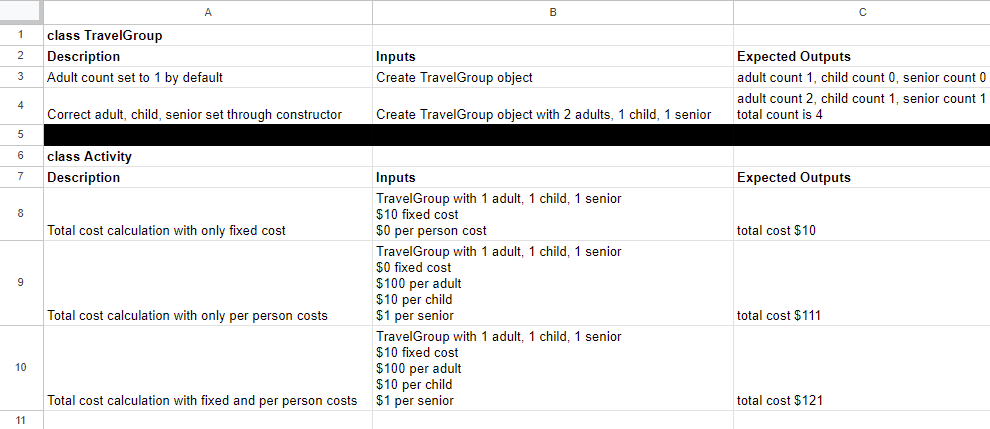 A B C
1 class TravelGroup
2 Description Inputs Expected Outputs
3 Adult count set to 1 by default Create TravelGroup object adult count 1, child count 0, senior count 0
adult count 2, child count 1, senior count 1
4 Correct adult, child, senior set through constructor Create TravelGroup object with 2 adults, 1 child, 1 senior total count is 4
5
6 class Activity
7 Description Inputs Expected Outputs
TravelGroup with 1 adult, 1 child, 1 senior
8 $10 fixed cost
Total cost calculation with only fixed cost $0 per person cost total cost $10
TravelGroup with 1 adult, 1 child, 1 senior
$0 fixed cost
9 $100 per adult
$10 per child
Total cost calculation with only per person costs $1 per senior total cost $111
TravelGroup with 1 adult, 1 child, 1 senior
$10 fixed cost
10 $100 per adult
$10 per child
Total cost calculation with fixed and per person costs $1 per senior total cost $121
11